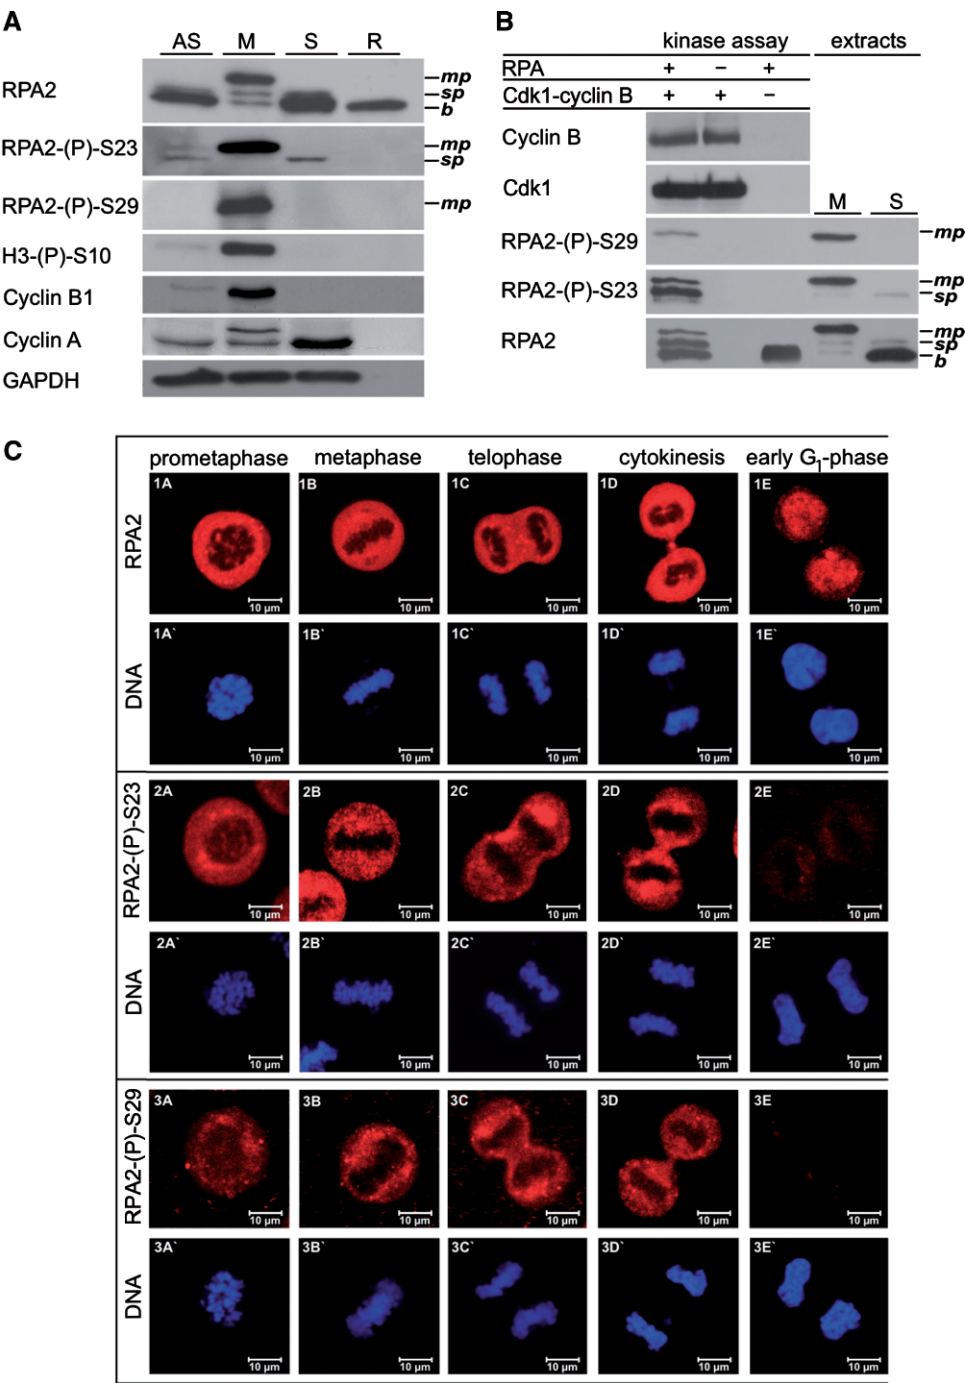 A
AS M S R
RPA2
mp
sp
b
RPA2-(P)-S23
mp
sp
RPA2-(P)-S29
mp
H3-(P)-S10
Cyclin B1
Cyclin A
GAPDH
B
kinase assay extracts
RPA + – +
Cdk1-cyclin B + + –
Cyclin B
Cdk1
M S
RPA2-(P)-S29
mp
RPA2-(P)-S23
mp
sp
RPA2
mp
sp
b
C
prometaphase metaphase telophase cytokinesis early G1-phase
RPA2
1A 1B 1C 1D 1E
10 µm 10 µm 10 µm 10 µm 10 µm
DNA
1A` 1B` 1C` 1D` 1E`
10 µm 10 µm 10 µm 10 µm 10 µm
RPA2-(P)-S23
2A 2B 2C 2D 2E
10 µm 10 µm 10 µm 10 µm 10 µm
DNA
2A` 2B` 2C` 2D` 2E`
10 µm 10 µm 10 µm 10 µm 10 µm
RPA2-(P)-S29
3A 3B 3C 3D 3E
10 µm 10 µm 10 µm 10 µm 10 µm
DNA
3A` 3B` 3C` 3D` 3E`
10 µm 10 µm 10 µm 10 µm 10 µm